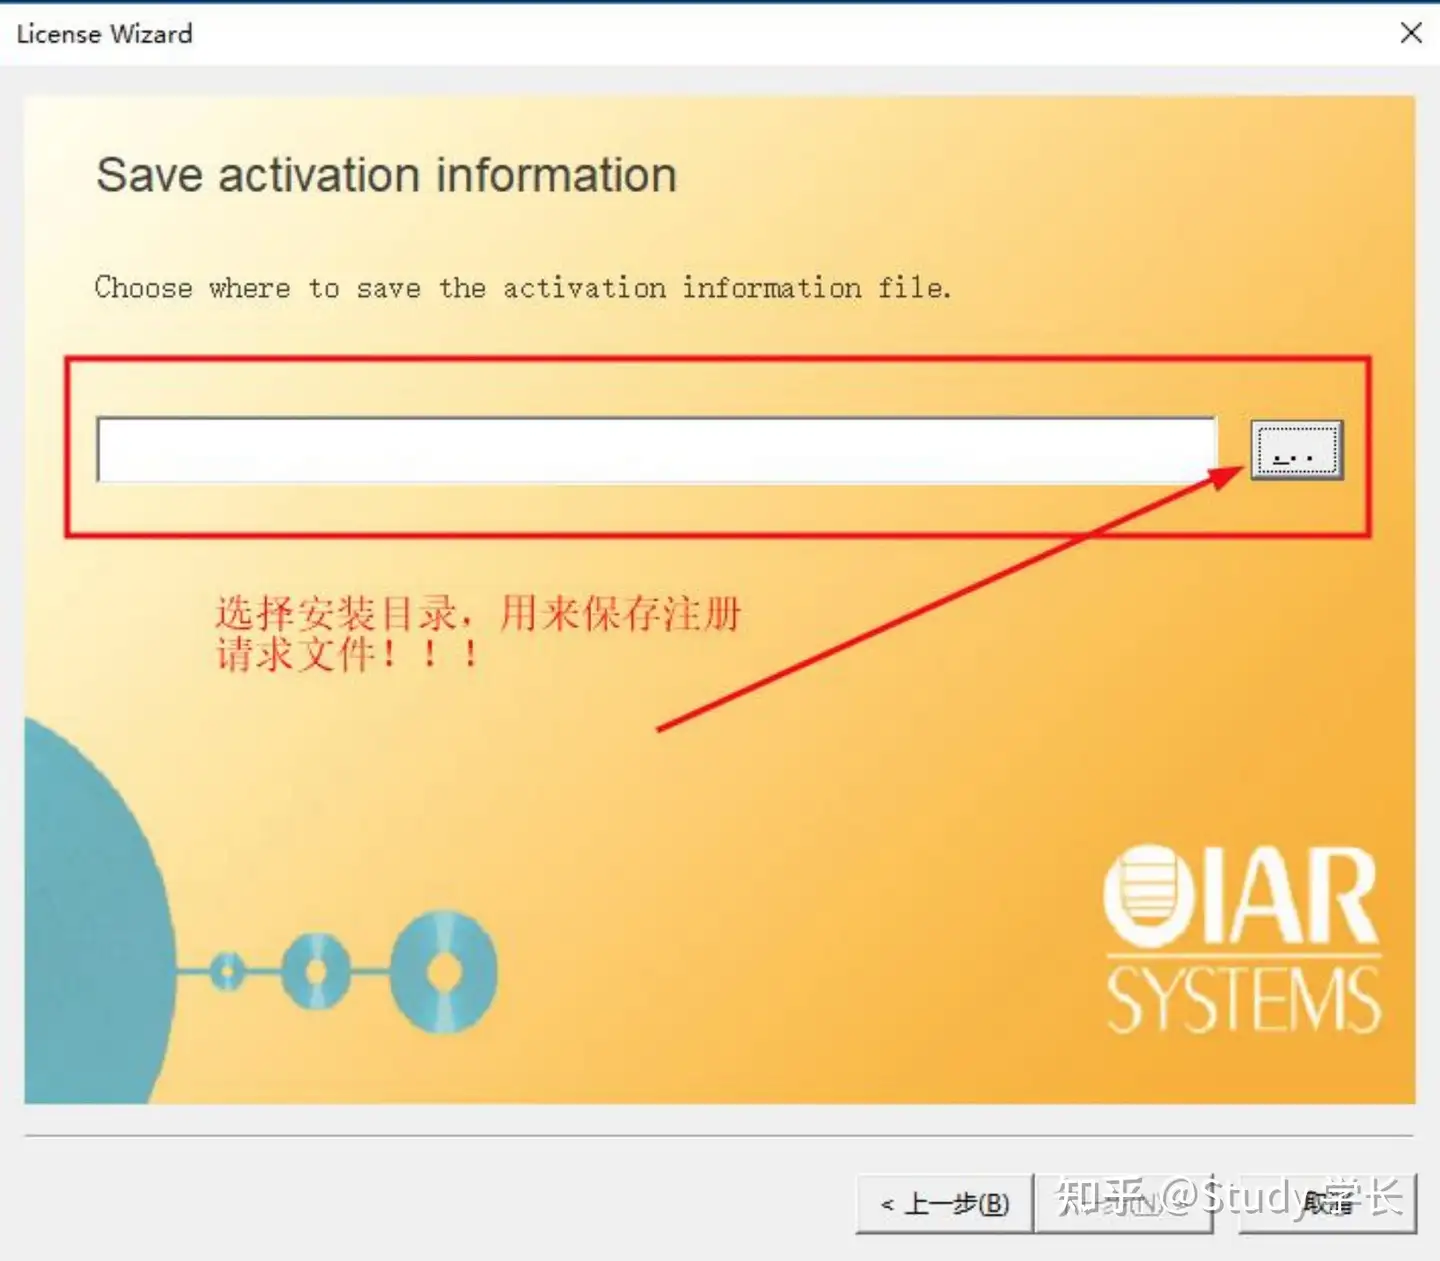 License Wizard
Save activation information
Choose where to save the activation information file.
...
选择安装目录，用来保存注册
请求文件！！！
IAR
SYSTEMS
< 上一步(B)
取消
知乎 @Study学长